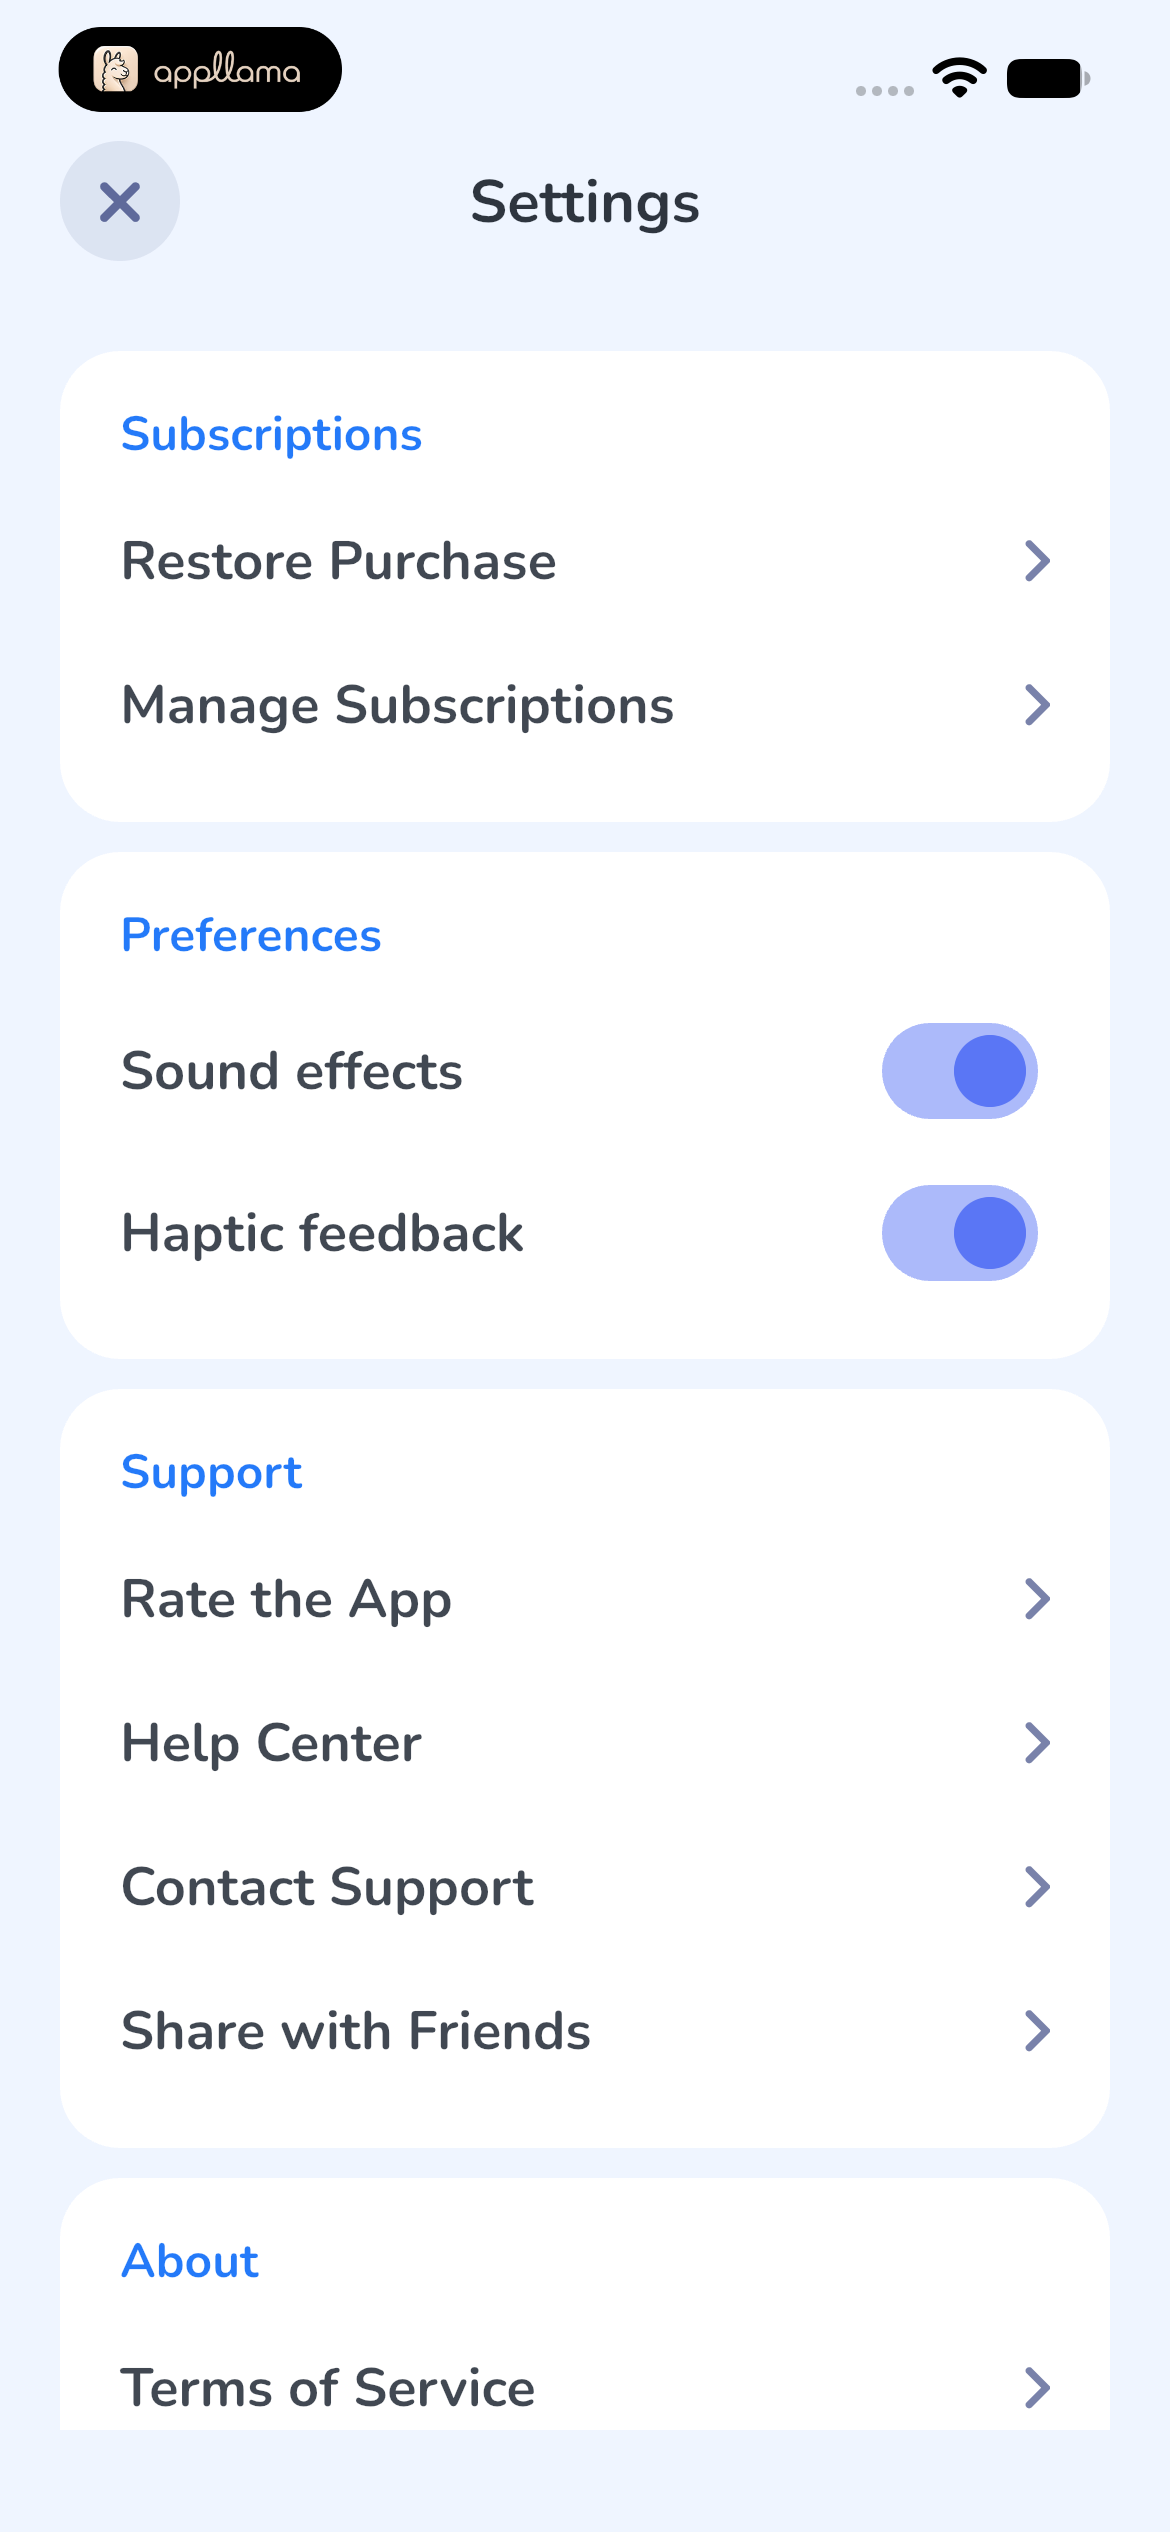 appllama
Settings
Subscriptions
Restore Purchase
Manage Subscriptions
Preferences
Sound effects
Haptic feedback
Support
Rate the App
Help Center
Contact Support
Share with Friends
About
Terms of Service